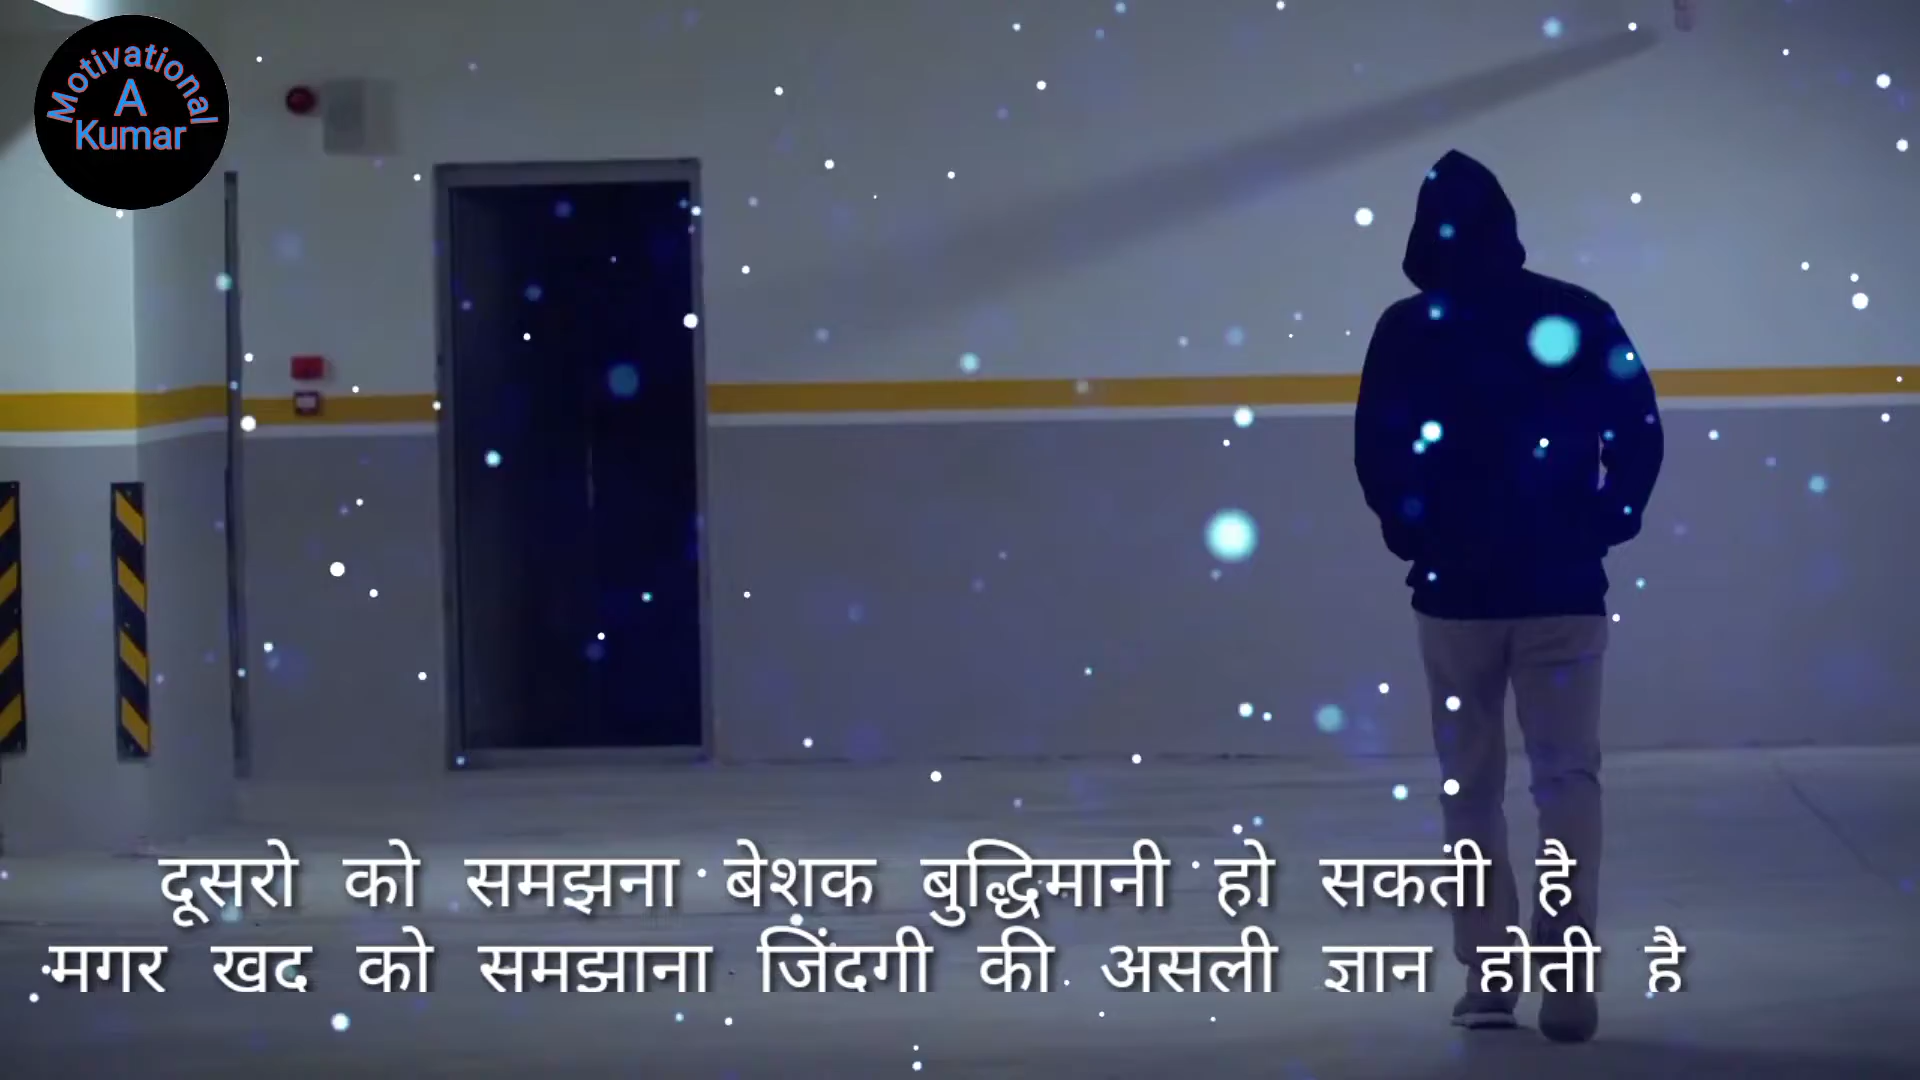 Motivational
A
Kumar
दूसरो को समझना बेशक बुद्धिमानी हो सकती है
मगर खद को समझाना जिंदगी की असली ज्ञान होती है